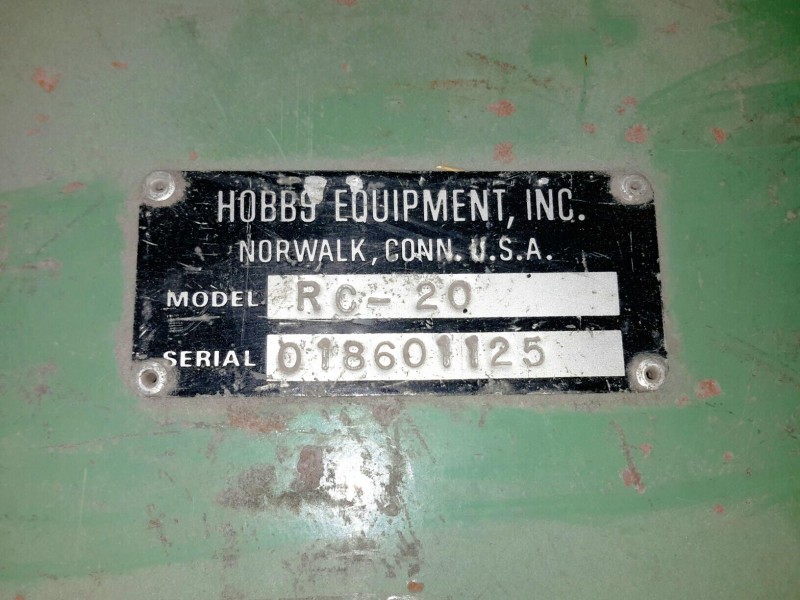 HOBBS EQUIPMENT, INC.
NORWALK, CONN. U.S.A.
MODEL RC-20
SERIAL 018601125